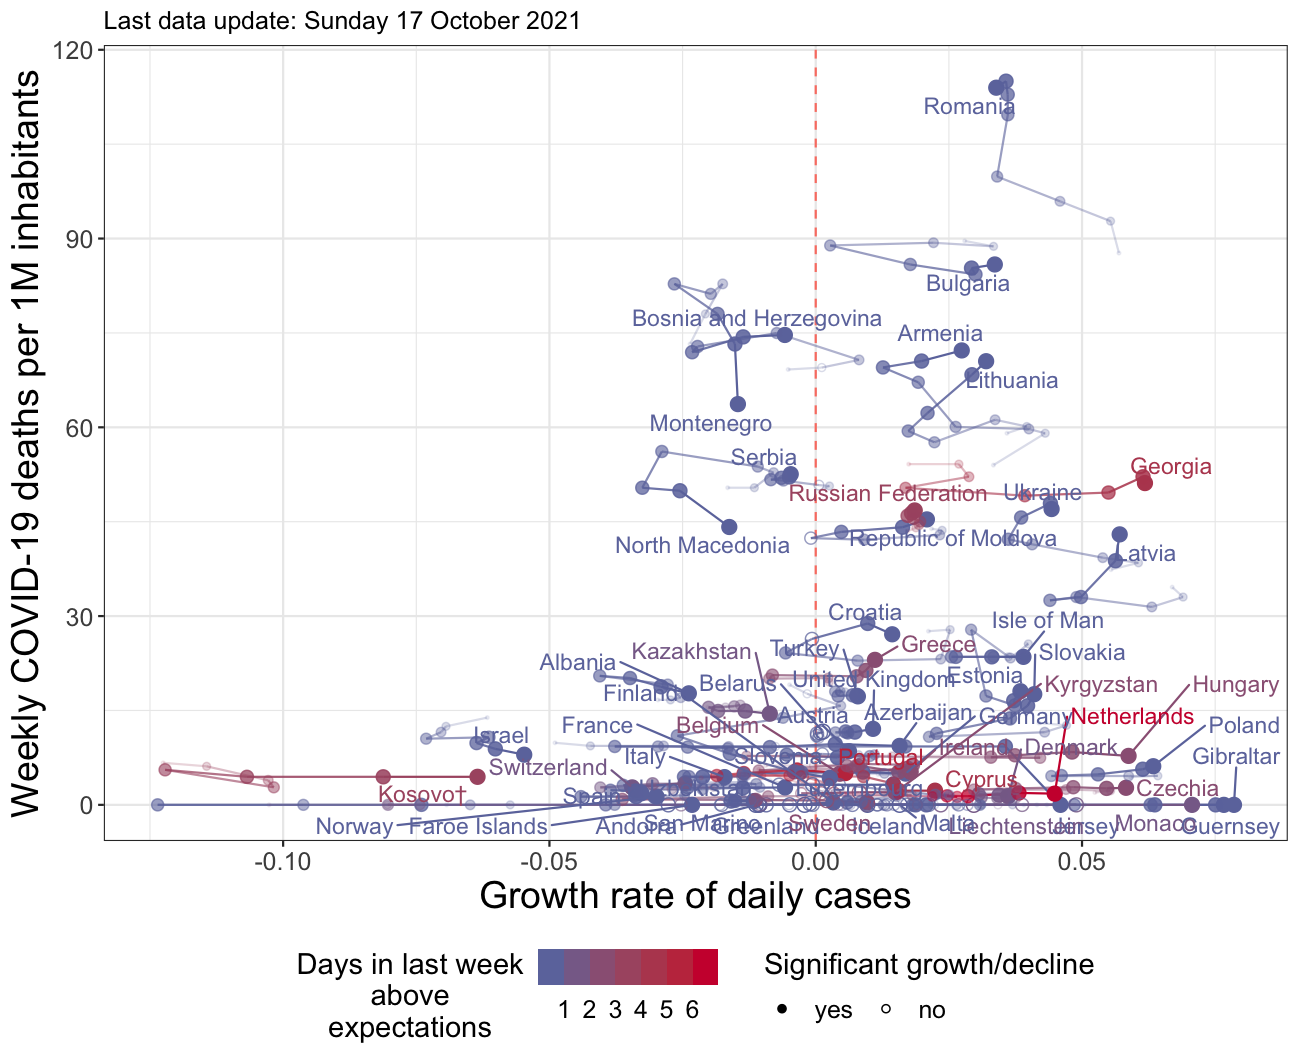 Last data update: Sunday 17 October 2021
Weekly COVID-19 deaths per 1M inhabitants
120
90
60
30
0
Romania
Bulgaria
Bosnia and Herzegovina
Armenia
Lithuania
Montenegro
Serbia
Georgia
Russian Federation
Ukraine
North Macedonia
Republic of Moldova
Latvia
Croatia
Isle of Man
Kazakhstan
Turkey
Greece
Slovakia
Albania
Finland
Belarus
United Kingdom
Estonia
Kyrgyzstan
Hungary
France
Belgium
Austria
Azerbaijan
Germany
Netherlands
Poland
Israel
Italy
Slovenia
Portugal
Ireland
Denmark
Gibraltar
Switzerland
Kosovo†
Spain
Cyprus
Czechia
Norway
Faroe Islands
Andorra
San Marino
Greenland
Sweden
Iceland
Malta
Liechtenstein
Jersey
Monaco
Guernsey
-0.10
-0.05
0.00
0.05
Growth rate of daily cases
Days in last week
above
expectations
1 2 3 4 5 6
Significant growth/decline
yes
no